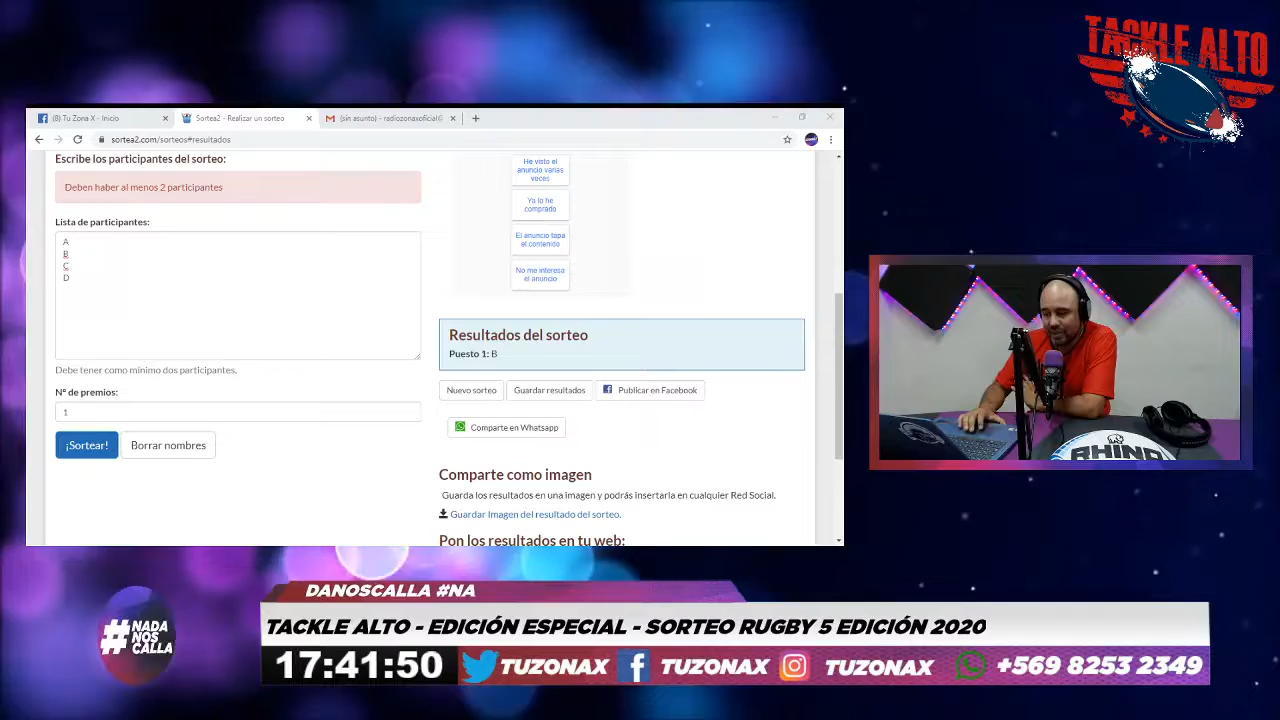 TACKLE ALTO
(8) Tu Zona X - Inicio
Sortea2 - Realizar un sorteo
(sin asunto) - radiozonaxoficial@
sortea2.com/sorteos#resultados
Escribe los participantes del sorteo:
Deben haber al menos 2 participantes
Lista de participantes:
A
B
C
D
Debe tener como mínimo dos participantes.
Nº de premios:
1
¡Sortear!
Borrar nombres
He visto el
anuncio varias
veces
Ya lo he
comprado
El anuncio tapa
el contenido
No me interesa
el anuncio
Resultados del sorteo
Puesto 1: B
Nuevo sorteo
Guardar resultados
Publicar en Facebook
Comparte en Whatsapp
Comparte como imagen
Guarda los resultados en una imagen y podrás insertarla en cualquier Red Social.
Guardar Imagen del resultado del sorteo.
Pon los resultados en tu web:
RHINO
#NADA
NOS
CALLA
DANOSCALLA #NA
TACKLE ALTO - EDICIÓN ESPECIAL - SORTEO RUGBY 5 EDICIÓN 2020
17:41:50
TUZONAX
TUZONAX
TUZONAX
+569 8253 2349